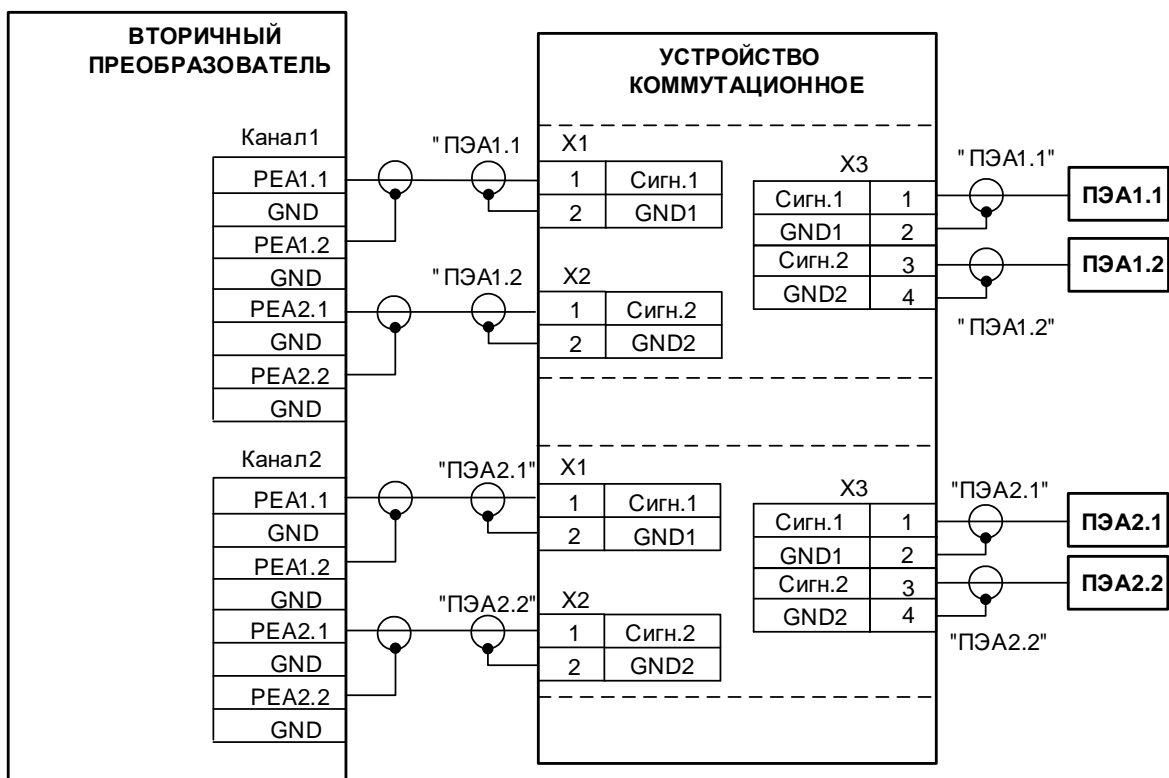 ВТОРИЧНЫЙ
ПРЕОБРАЗОВАТЕЛЬ
УСТРОЙСТВО
КОММУТАЦИОННОЕ
Канал1
PEA1.1
GND
PEA1.2
GND
PEA2.1
GND
PEA2.2
GND
"ПЭА1.1
"ПЭА1.2
X1
1 Сигн.1
2 GND1
X2
1 Сигн.2
2 GND2
X3
Сигн.1 1
GND1 2
Сигн.2 3
GND2 4
"ПЭА1.1"
ПЭА1.1
ПЭА1.2
"ПЭА1.2"
Канал2
PEA1.1
GND
PEA1.2
GND
PEA2.1
GND
PEA2.2
GND
"ПЭА2.1"
"ПЭА2.2"
X1
1 Сигн.1
2 GND1
X2
1 Сигн.2
2 GND2
X3
Сигн.1 1
GND1 2
Сигн.2 3
GND2 4
"ПЭА2.1"
ПЭА2.1
ПЭА2.2
"ПЭА2.2"